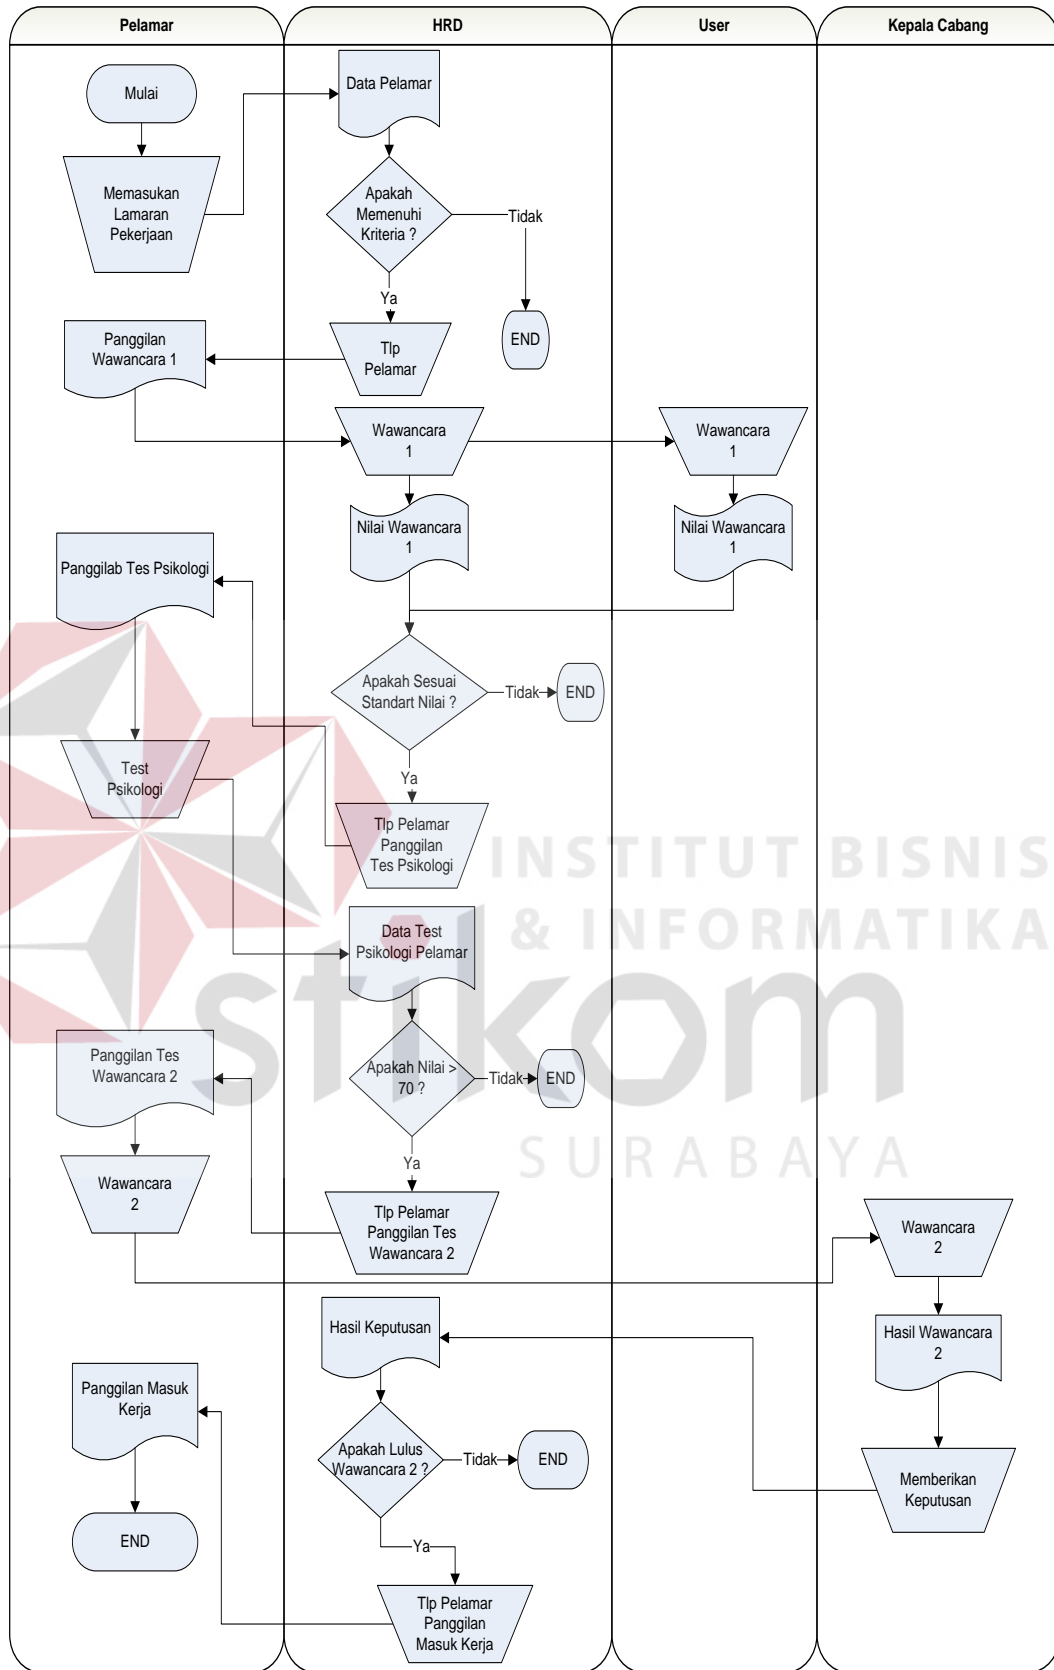 Pelamar
HRD
User
Kepala Cabang
Mulai
Data Pelamar
Memasukan
Lamaran
Pekerjaan
Apakah
Memenuhi
Kriteria ?
Tidak
Ya
END
Panggilan
Wawancara 1
Tlp
Pelamar
Wawancara
1
Wawancara
1
Nilai Wawancara
1
Nilai Wawancara
1
Panggilab Tes Psikologi
Apakah Sesuai
Standart Nilai ?
Tidak
END
Ya
Test
Psikologi
Tlp Pelamar
Panggilan
Tes Psikologi
INSTITUT BISNIS
& INFORMATIKA
stikom
SURABAYA
Data Test
Psikologi Pelamar
Panggilan Tes
Wawancara 2
Apakah Nilai >
70 ?
Tidak
END
Ya
Wawancara
2
Tlp Pelamar
Panggilan Tes
Wawancara 2
Wawancara
2
Hasil Keputusan
Hasil Wawancara
2
Panggilan Masuk
Kerja
Apakah Lulus
Wawancara 2 ?
Tidak
END
Memberikan
Keputusan
END
Ya
Tlp Pelamar
Panggilan
Masuk Kerja